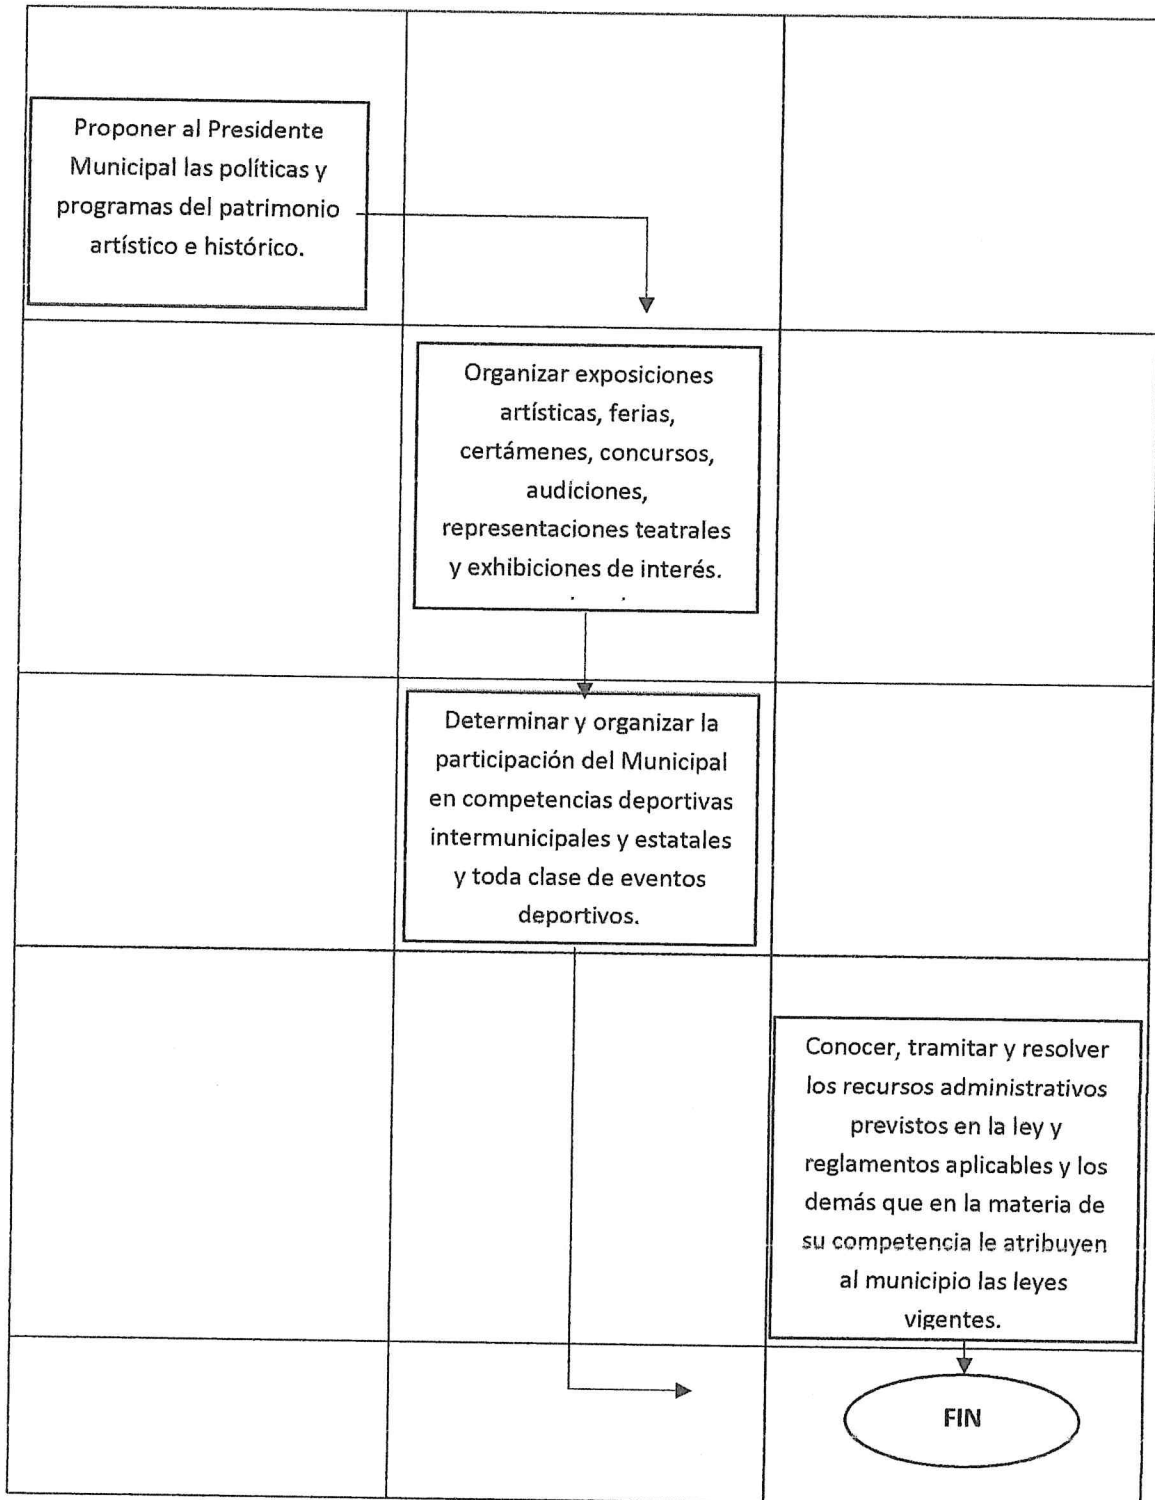 Proponer al Presidente
Municipal las políticas y
programas del patrimonio
artístico e histórico.
Organizar exposiciones
artísticas, ferias,
certámenes, concursos,
audiciones,
representaciones teatrales
y exhibiciones de interés.
Determinar y organizar la
participación del Municipal
en competencias deportivas
intermunicipales y estatales
y toda clase de eventos
deportivos.
Conocer, tramitar y resolver
los recursos administrativos
previstos en la ley y
reglamentos aplicables y los
demás que en la materia de
su competencia le atribuyen
al municipio las leyes
vigentes.
FIN